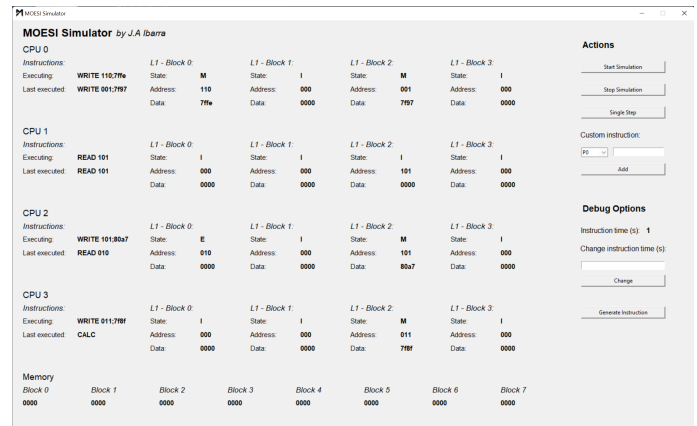 MOESI Simulator
MOESI Simulator by J.A Ibarra
CPU 0
Instructions: L1 - Block 0: L1 - Block 1: L1 - Block 2: L1 - Block 3:
Executing: WRITE 110;7ffe State: M State: I State: M State: I
Last executed: WRITE 001;7f97 Address: 110 Address: 000 Address: 001 Address: 000
Data: 7ffe Data: 0000 Data: 7f97 Data: 0000
CPU 1
Instructions: L1 - Block 0: L1 - Block 1: L1 - Block 2: L1 - Block 3:
Executing: READ 101 State: I State: I State: I State: I
Last executed: READ 101 Address: 000 Address: 000 Address: 101 Address: 000
Data: 0000 Data: 0000 Data: 0000 Data: 0000
CPU 2
Instructions: L1 - Block 0: L1 - Block 1: L1 - Block 2: L1 - Block 3:
Executing: WRITE 101;80a7 State: E State: I State: M State: I
Last executed: READ 010 Address: 010 Address: 000 Address: 101 Address: 000
Data: 0000 Data: 0000 Data: 80a7 Data: 0000
CPU 3
Instructions: L1 - Block 0: L1 - Block 1: L1 - Block 2: L1 - Block 3:
Executing: WRITE 011;7f8f State: I State: I State: M State: I
Last executed: CALC Address: 000 Address: 000 Address: 011 Address: 000
Data: 0000 Data: 0000 Data: 7f8f Data: 0000
Memory
Block 0 Block 1 Block 2 Block 3 Block 4 Block 5 Block 6 Block 7
0000 0000 0000 0000 0000 0000 0000 0000
Actions
Start Simulation
Stop Simulation
Single Step
Custom instruction:
P0
Add
Debug Options
Instruction time (s): 1
Change instruction time (s):
Change
Generate Instruction